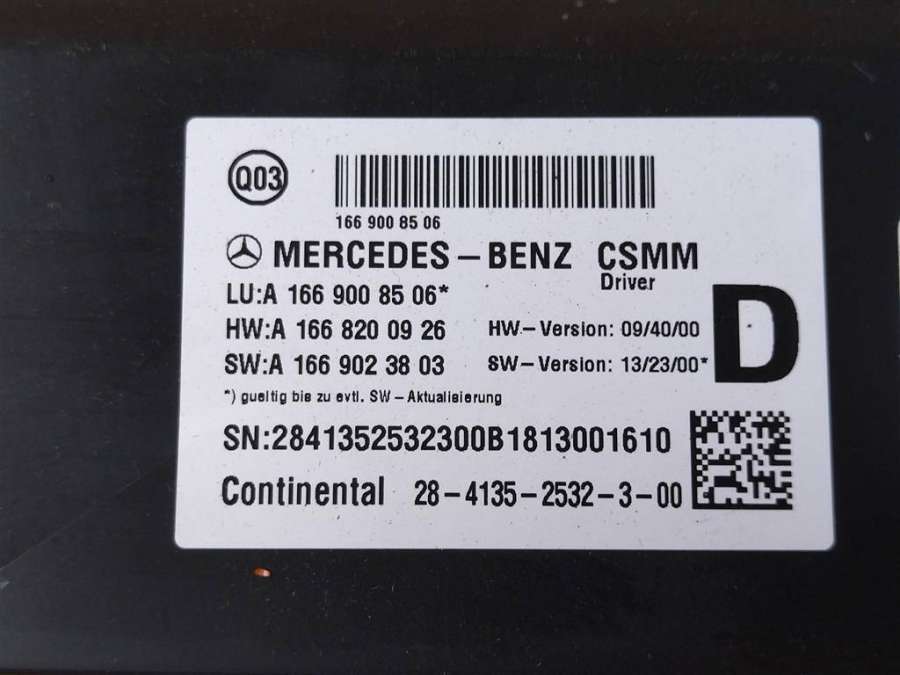 Q03
166 900 85 06
MERCEDES-BENZ CSMM
Driver
LU:A 166 900 85 06*
HW:A 166 820 09 26 HW-Version: 09/40/00
SW:A 166 902 38 03 SW-Version: 13/23/00*
D
*) gueltig bis zu evtl. SW-Aktualisierung
SN:2841352532300B1813001610
Continental 28-4135-2532-3-00